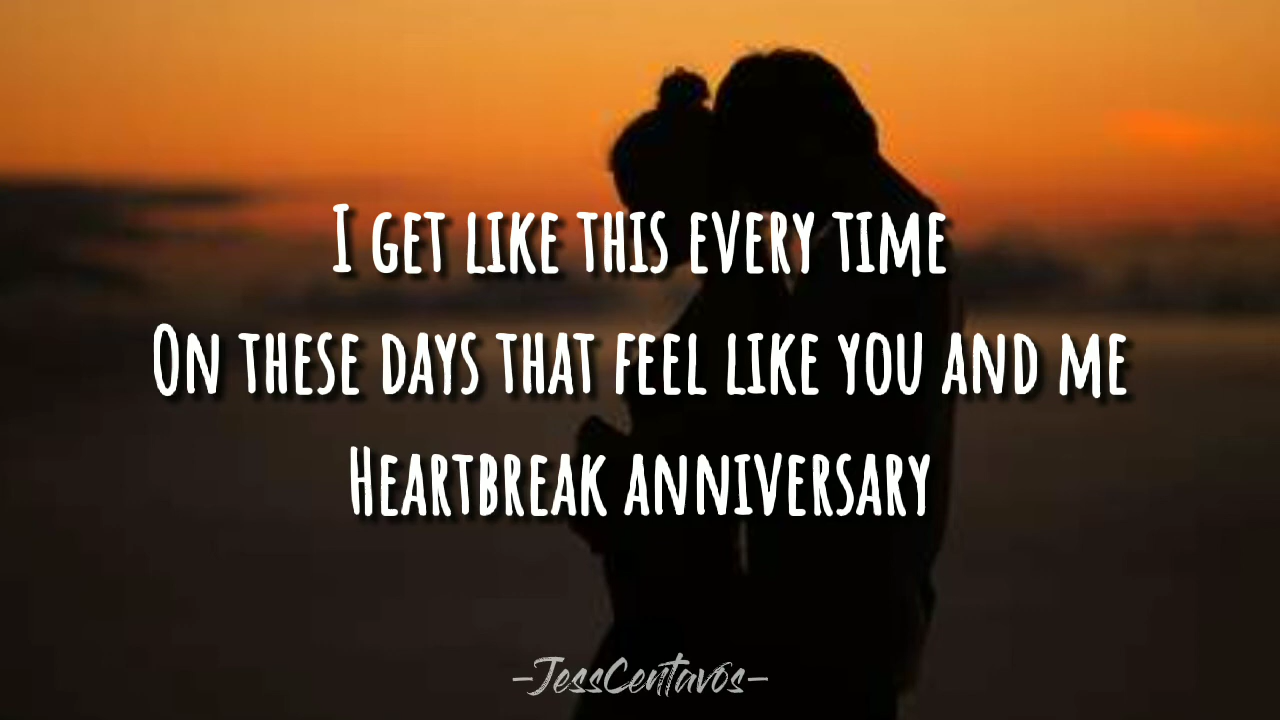 I get like this every time
On these days that feel like you and me
Heartbreak anniversary
-JessCentavos-